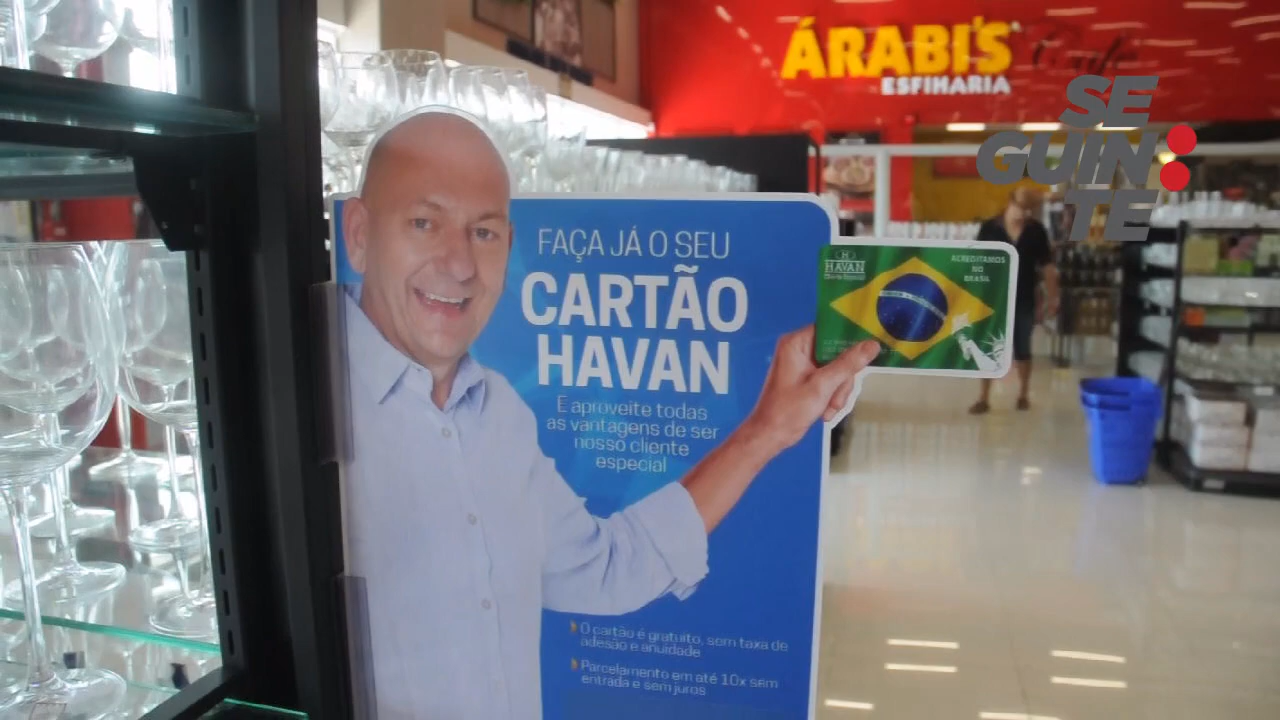 ÁRABI'S Café
ESFIHARIA
SE
GUIN
TE
FAÇA JÁ O SEU
CARTÃO
HAVAN
E aproveite todas
as vantagens de ser
nosso cliente
especial
HAVAN
ACREDITAMOS
NO
BRASIL
O cartão é gratuito, sem taxa de
adesão e anuidade
Parcelamento em até 10x sem
entrada e sem juros